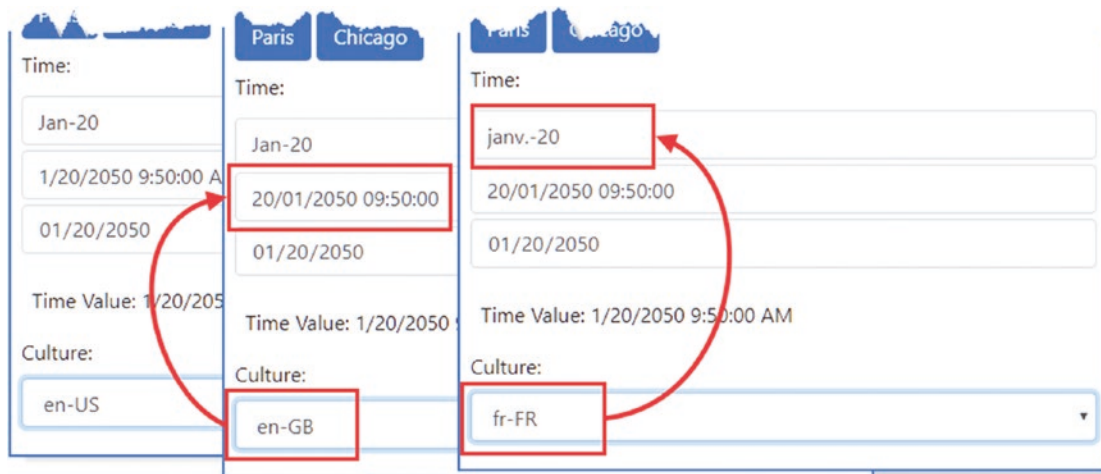 Time:
Jan-20
1/20/2050 9:50:00 A
01/20/2050
Time Value: 1/20/205
Culture:
en-US
Paris Chicago
Time:
Jan-20
20/01/2050 09:50:00
01/20/2050
Time Value: 1/20/2050 9
Culture:
en-GB
Paris Chicago
Time:
janv.-20
20/01/2050 09:50:00
01/20/2050
Time Value: 1/20/2050 9:50:00 AM
Culture:
fr-FR